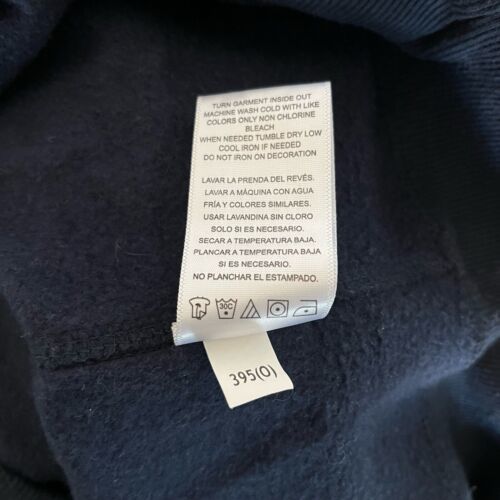 TURN GARMENT INSIDE OUT
MACHINE WASH COLD WITH LIKE
COLORS ONLY NON CHLORINE
BLEACH
WHEN NEEDED TUMBLE DRY LOW
COOL IRON IF NEEDED
DO NOT IRON ON DECORATION
LAVAR LA PRENDA DEL REVÉS.
LAVAR A MÁQUINA CON AGUA
FRÍA Y COLORES SIMILARES.
USAR LAVANDINA SIN CLORO
SOLO SI ES NECESARIO.
SECAR A TEMPERATURA BAJA.
PLANCAR A TEMPERATURA BAJA
SI ES NECESARIO.
NO PLANCHAR EL ESTAMPADO.
30C
395(O)